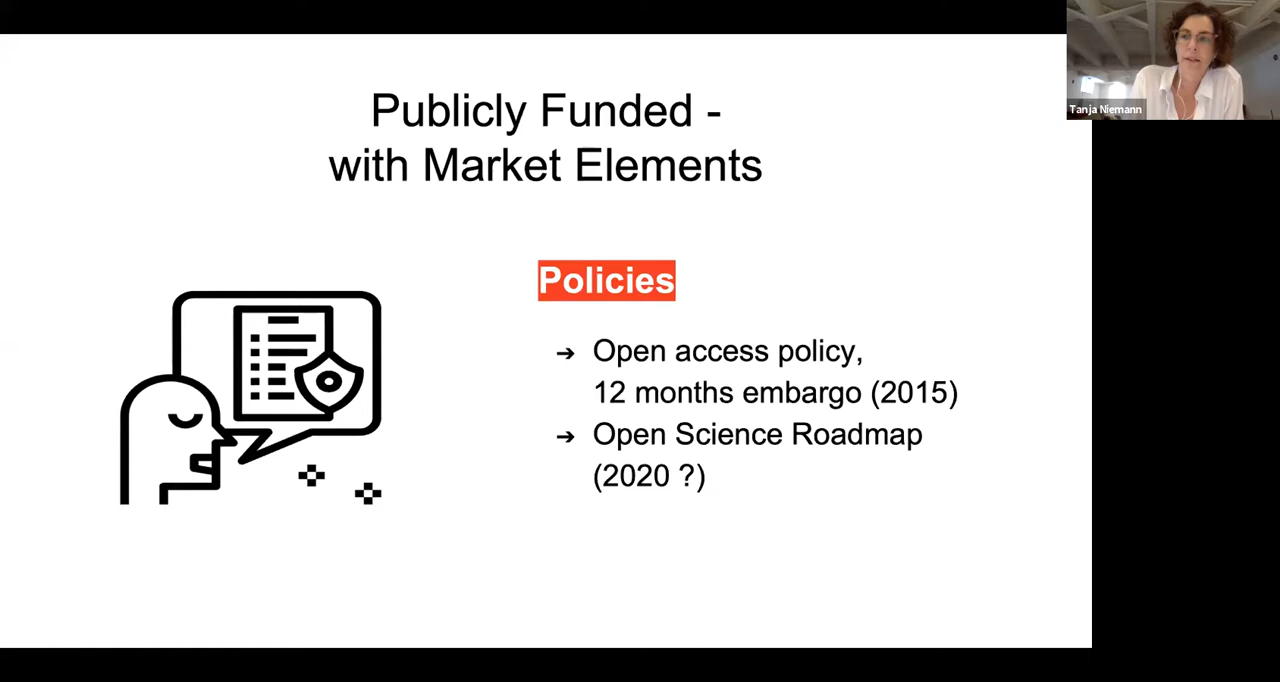 Publicly Funded -
with Market Elements
Tanja Niemann
Policies
➔ Open access policy,
12 months embargo (2015)
➔ Open Science Roadmap
(2020 ?)